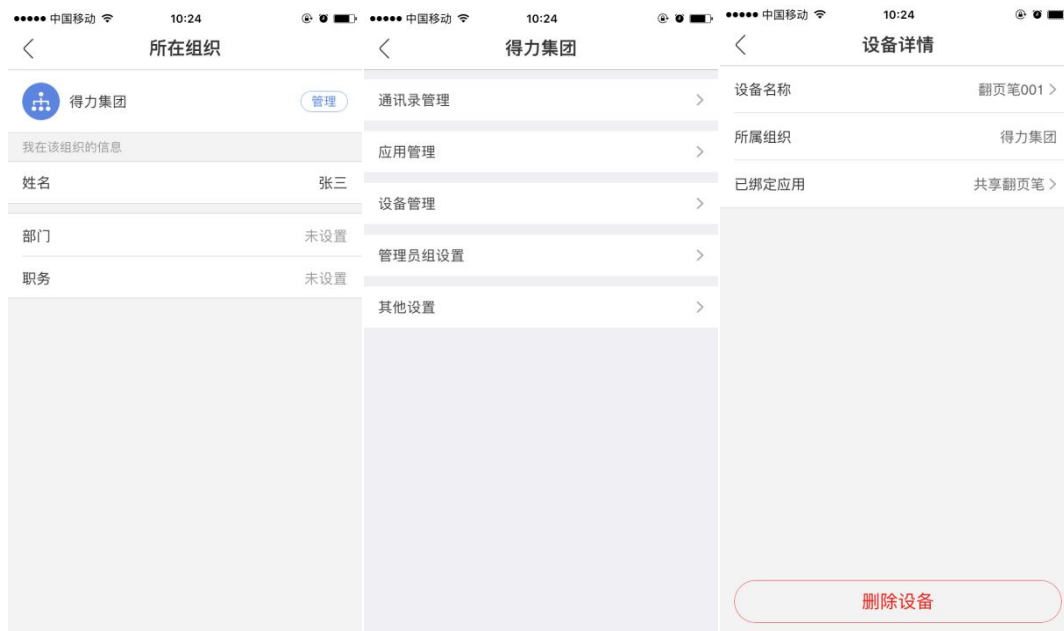 中国移动 10:24
所在组织
得力集团 管理
我在该组织的信息
姓名 张三
部门 未设置
职务 未设置
中国移动 10:24
得力集团
通讯录管理
应用管理
设备管理
管理员组设置
其他设置
中国移动 10:24
设备详情
设备名称 翻页笔001
所属组织 得力集团
已绑定应用 共享翻页笔
删除设备